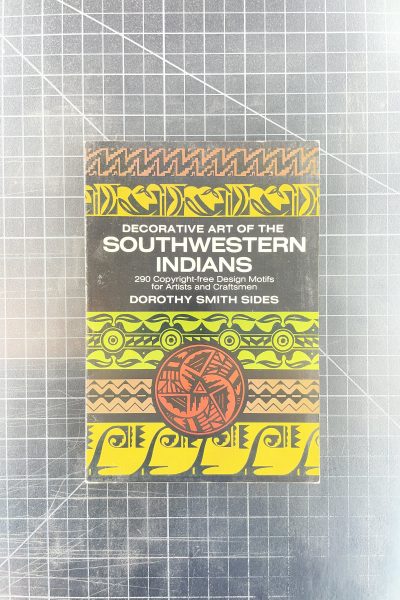 DECORATIVE ART OF THE
SOUTHWESTERN
INDIANS
290 Copyright-free Design Motifs
for Artists and Craftsmen
DOROTHY SMITH SIDES